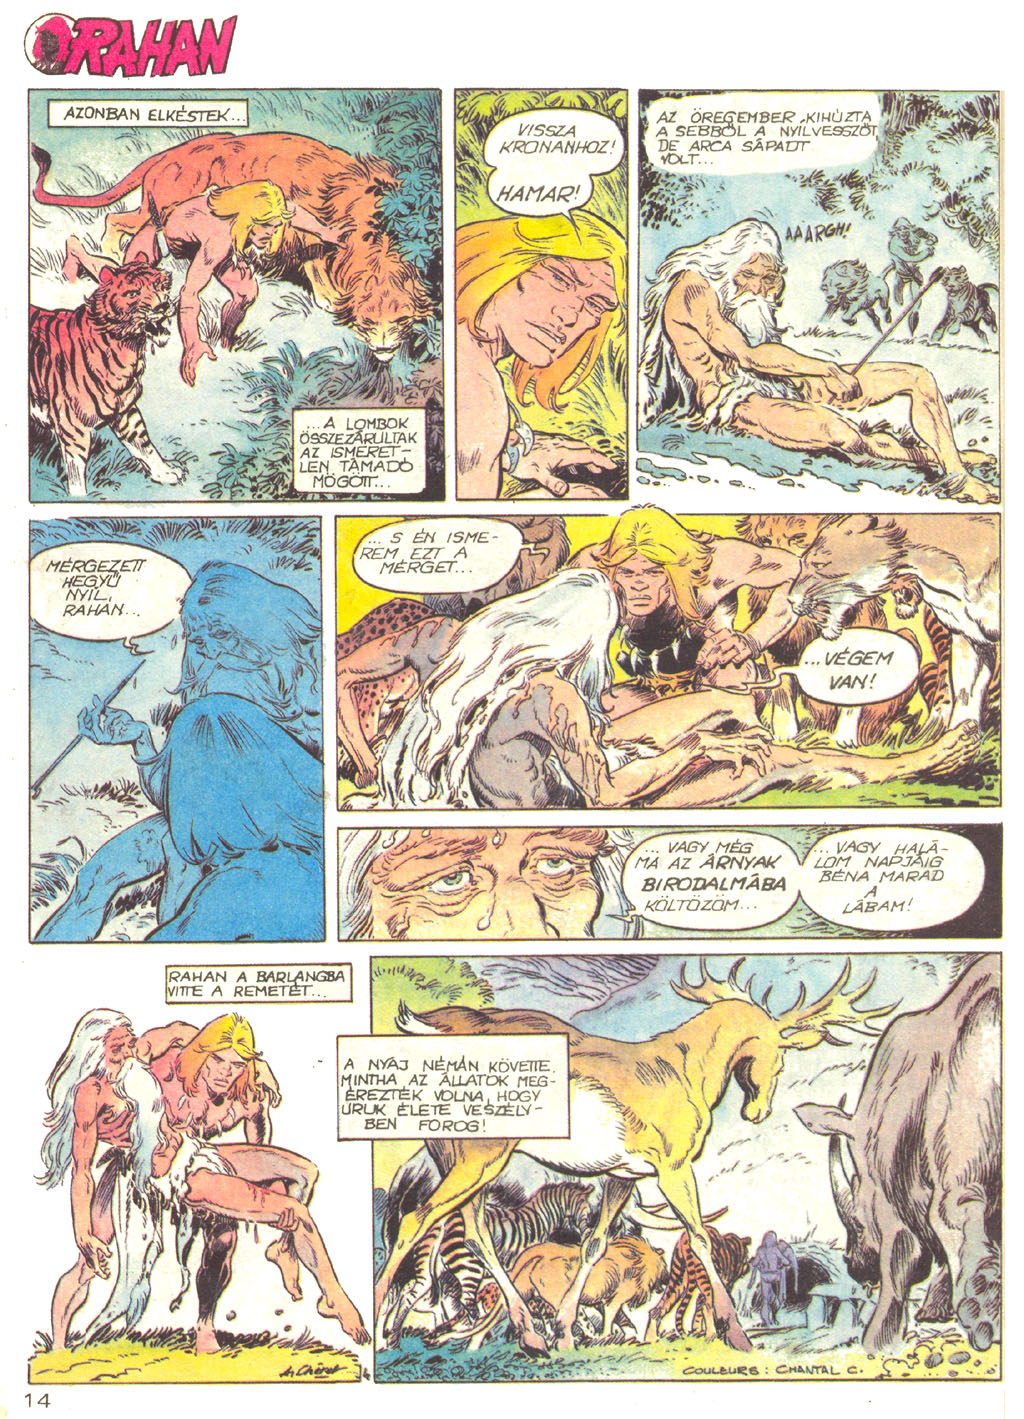 RAHAN
AZONBAN ELKÉSTEK...
...A LOMBOK
ÖSSZEZÁRULTAK
AZ ISMERET-
LEN TÁMADÓ
MÖGÖTT...
VISSZA
KRONANHOZ!
HAMAR!
AZ ÖREGEMBER KIHÚZTA
A SEBBŐL A NYILVESSZŐT,
DE ARCA SÁPADT
VOLT...
AAARGH!
MÉRGEZETT
HEGYŰ
NYÍL,
RAHAN...
... S ÉN ISME-
REM EZT A
MÉRGET...
...VÉGEM
VAN!
... VAGY MÉG
MA AZ ÁRNYAK
BIRODALMÁBA
KÖLTÖZÖM...
... VAGY HALÁ-
LOM NAPJÁIG
BÉNA MARAD
A
LÁBAM!
RAHAN A BARLANGBA
VITTE A REMETÉT...
A NYÁJ NÉMÁN KÖVETTE,
MINTHA AZ ÁLLATOK MEG-
ÉREZTÉK VOLNA, HOGY
URUK ÉLETE VESZÉLY-
BEN FOROG!
A. Chéret
COULEURS : CHANTAL C.
14